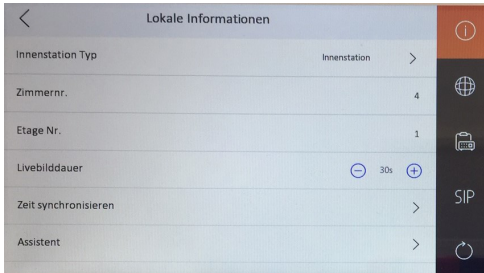 Lokale Informationen
Innenstation Typ Innenstation
Zimmernr. 4
Etage Nr. 1
Livebilddauer 30s
Zeit synchronisieren
SIP
Assistent